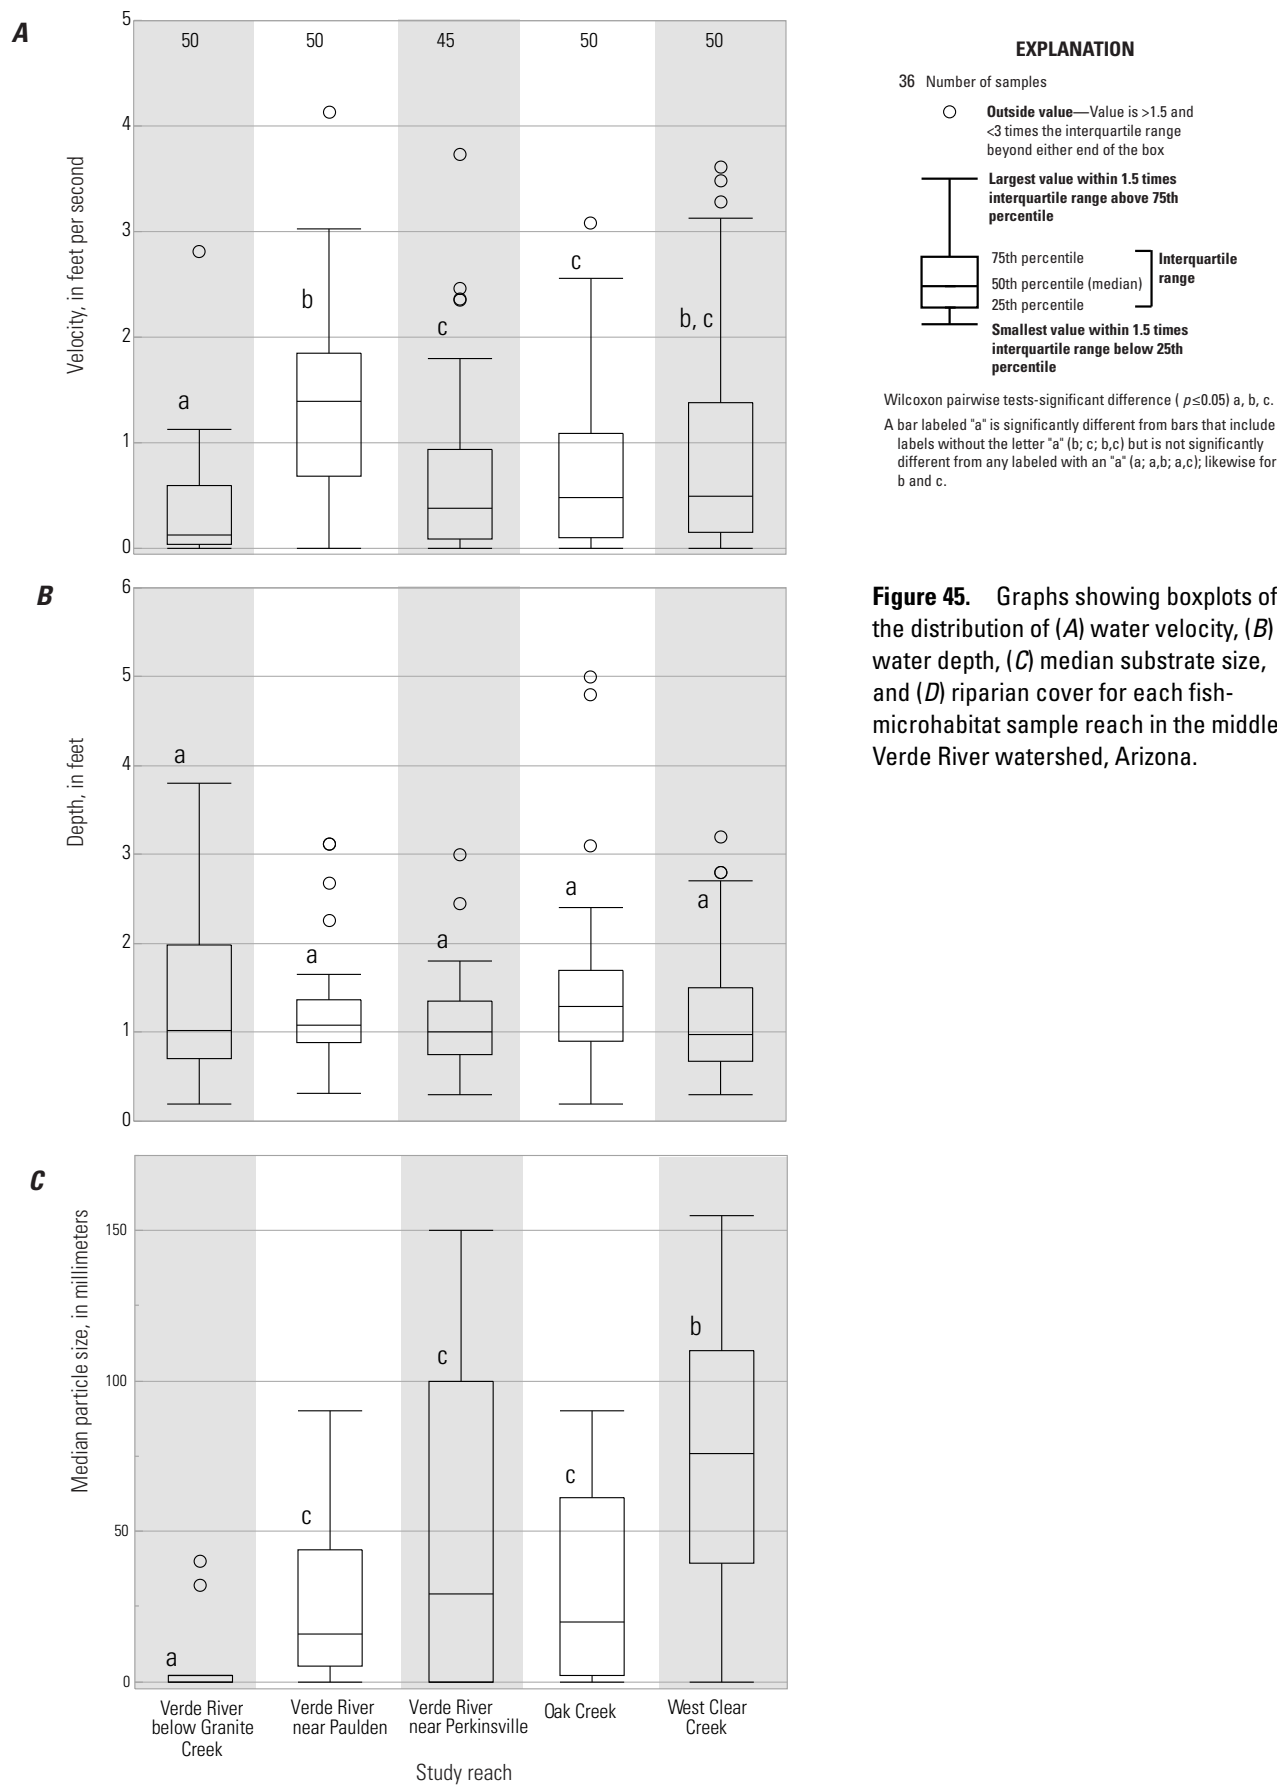 A
5
4
3
2
1
0
Velocity, in feet per second
50
50
45
50
50
a
b
c
c
b, c
EXPLANATION
36 Number of samples
Outside value—Value is >1.5 and
<3 times the interquartile range
beyond either end of the box
Largest value within 1.5 times
interquartile range above 75th
percentile
75th percentile
50th percentile (median)
25th percentile
Interquartile
range
Smallest value within 1.5 times
interquartile range below 25th
percentile
Wilcoxon pairwise tests-significant difference ( p≤0.05) a, b, c.
A bar labeled "a" is significantly different from bars that include
labels without the letter "a" (b; c; b,c) but is not significantly
different from any labeled with an "a" (a; a,b; a,c); likewise for
b and c.
B
6
5
4
3
2
1
0
Depth, in feet
a
a
a
a
a
Figure 45. Graphs showing boxplots of
the distribution of (A) water velocity, (B)
water depth, (C) median substrate size,
and (D) riparian cover for each fish-
microhabitat sample reach in the middle
Verde River watershed, Arizona.
C
150
100
50
0
Median particle size, in millimeters
a
c
c
c
b
Verde River
below Granite
Creek
Verde River
near Paulden
Verde River
near Perkinsville
Oak Creek
West Clear
Creek
Study reach